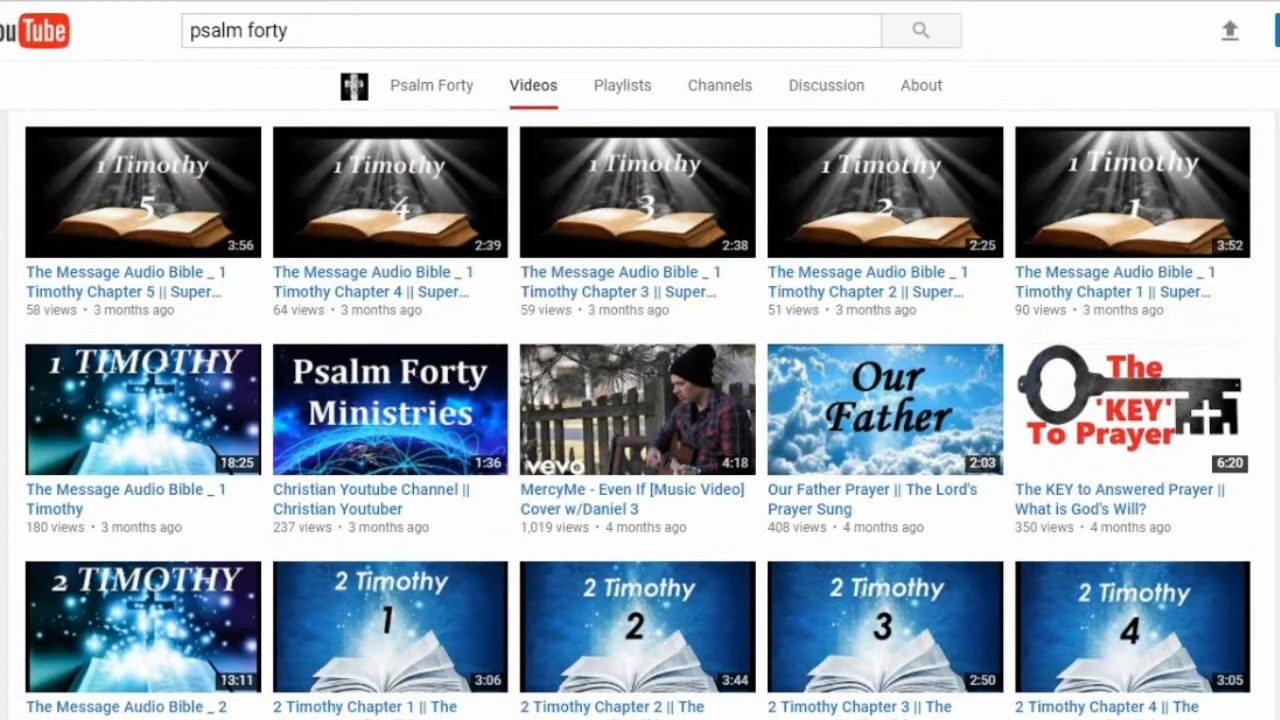 ouTube
psalm forty
Psalm Forty Videos Playlists Channels Discussion About
1 Timothy
5
3:56
1 Timothy
4
2:39
1 Timothy
3
2:38
1 Timothy
2
2:25
1 Timothy
1
3:52
The Message Audio Bible _ 1
Timothy Chapter 5 || Super...
58 views • 3 months ago
The Message Audio Bible _ 1
Timothy Chapter 4 || Super...
64 views • 3 months ago
The Message Audio Bible _ 1
Timothy Chapter 3 || Super...
59 views • 3 months ago
The Message Audio Bible _ 1
Timothy Chapter 2 || Super...
51 views • 3 months ago
The Message Audio Bible _ 1
Timothy Chapter 1 || Super...
90 views • 3 months ago
1 TIMOTHY
18:25
Psalm Forty
Ministries
1:36
vevo
4:18
Our
Father
2:03
The
'KEY'
To Prayer
6:20
The Message Audio Bible _ 1
Timothy
180 views • 3 months ago
Christian Youtube Channel ||
Christian Youtuber
237 views • 3 months ago
MercyMe - Even If [Music Video]
Cover w/Daniel 3
1,019 views • 4 months ago
Our Father Prayer || The Lord's
Prayer Sung
408 views • 4 months ago
The KEY to Answered Prayer ||
What is God's Will?
350 views • 4 months ago
2 TIMOTHY
13:11
2 Timothy
1
3:06
2 Timothy
2
3:44
2 Timothy
3
2:50
2 Timothy
4
3:05
The Message Audio Bible _ 2
2 Timothy Chapter 1 || The
2 Timothy Chapter 2 || The
2 Timothy Chapter 3 || The
2 Timothy Chapter 4 || The